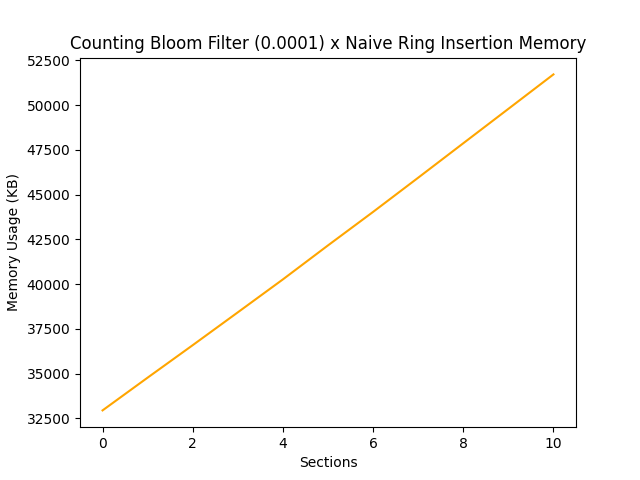 Counting Bloom Filter (0.0001) x Naive Ring Insertion Memory
52500
50000
47500
45000
42500
40000
37500
35000
32500
Memory Usage (KB)
0 2 4 6 8 10
Sections